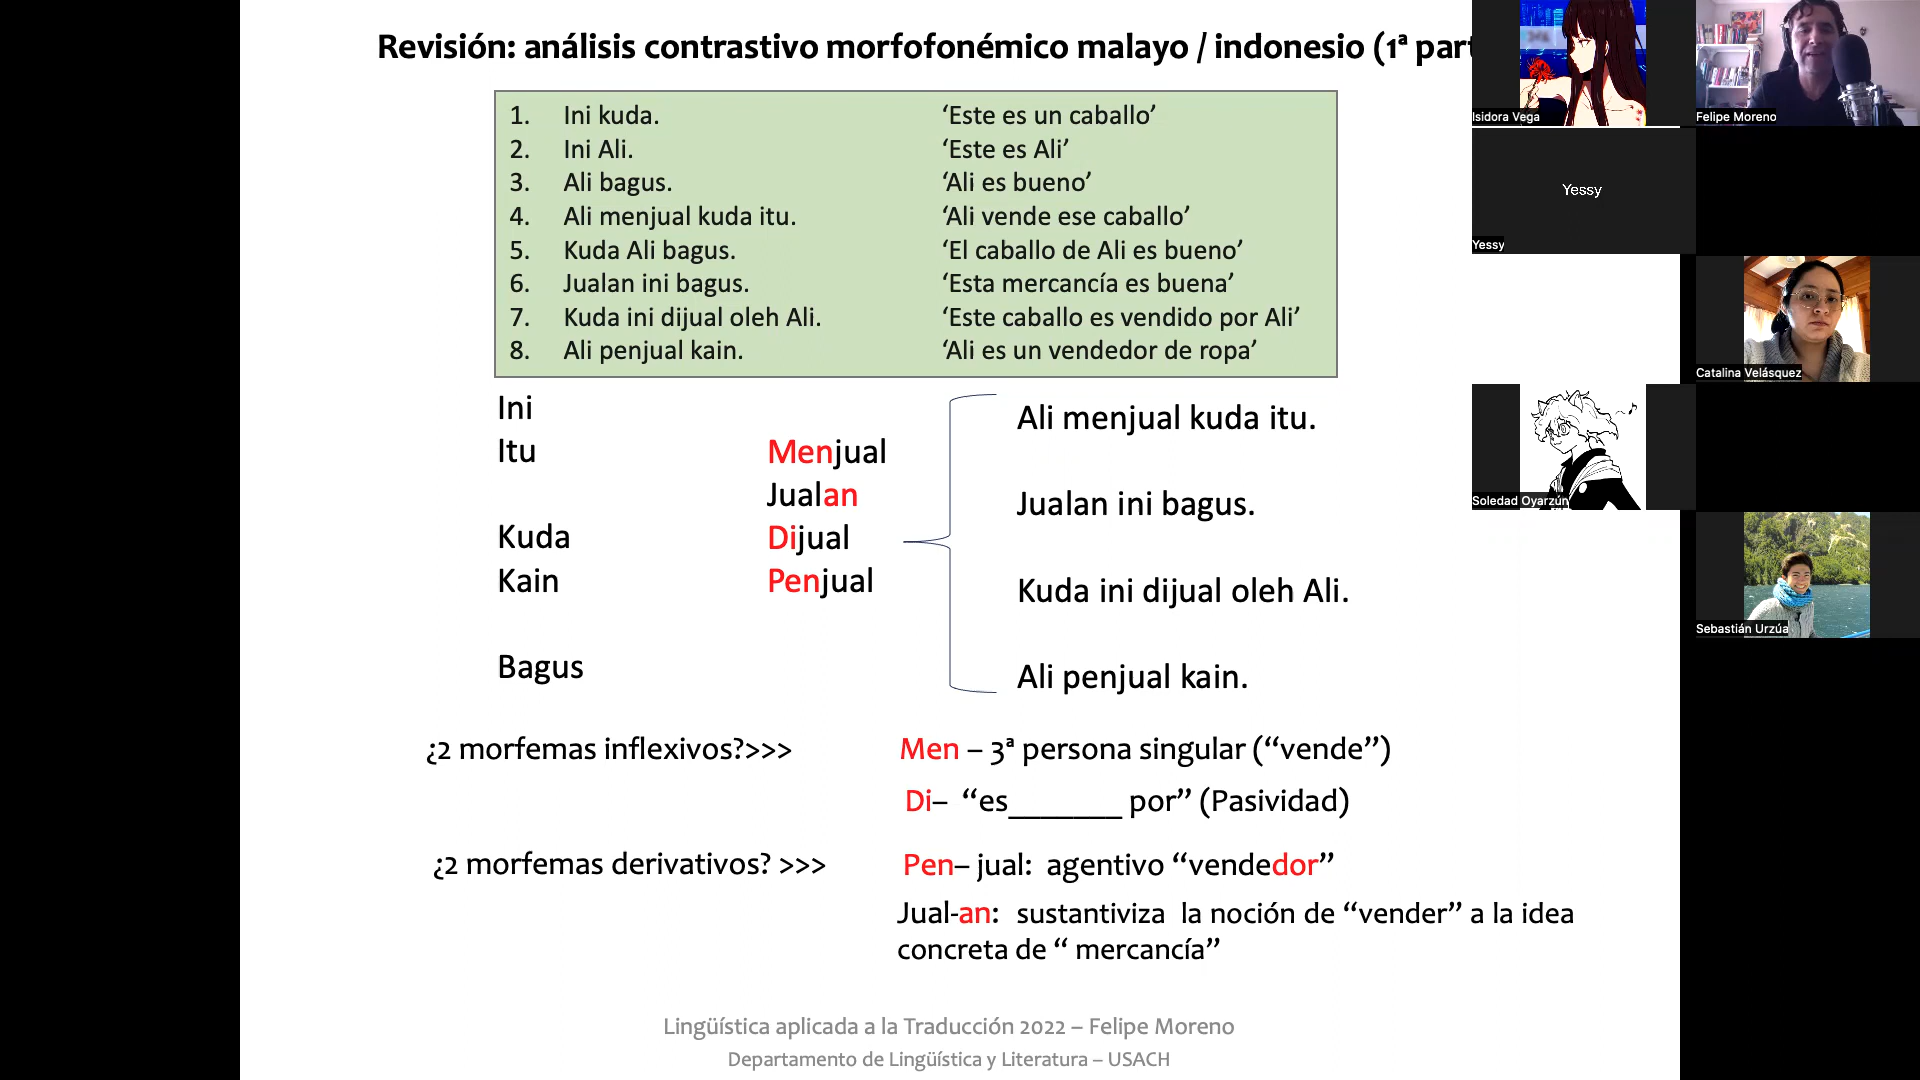 Revisión: análisis contrastivo morfofonémico malayo / indonesio (1ª part
1. Ini kuda. ‘Este es un caballo’
2. Ini Ali. ‘Este es Ali’
3. Ali bagus. ‘Ali es bueno’
4. Ali menjual kuda itu. ‘Ali vende ese caballo’
5. Kuda Ali bagus. ‘El caballo de Ali es bueno’
6. Jualan ini bagus. ‘Esta mercancía es buena’
7. Kuda ini dijual oleh Ali. ‘Este caballo es vendido por Ali’
8. Ali penjual kain. ‘Ali es un vendedor de ropa’
Ini
Itu
Kuda
Kain
Bagus
Menjual
Jualan
Dijual
Penjual
Ali menjual kuda itu.
Jualan ini bagus.
Kuda ini dijual oleh Ali.
Ali penjual kain.
¿2 morfemas inflexivos?>>>
Men – 3ª persona singular (“vende”)
Di– “es_______ por” (Pasividad)
¿2 morfemas derivativos? >>>
Pen– jual: agentivo “vendedor”
Jual-an: sustantiviza la noción de “vender” a la idea
concreta de “ mercancía”
Lingüística aplicada a la Traducción 2022 – Felipe Moreno
Departamento de Lingüística y Literatura – USACH
Isidora Vega
Felipe Moreno
Yessy
Yessy
Catalina Velásquez
Soledad Oyarzún
Sebastián Urzúa